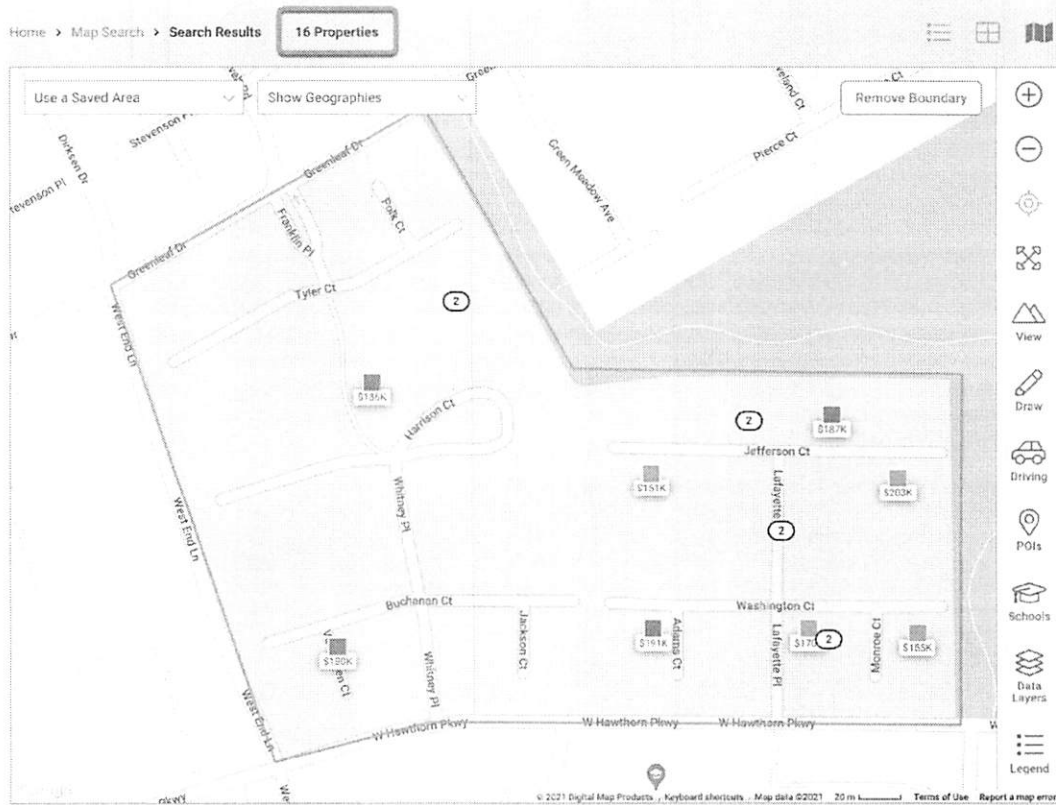 Home > Map Search > Search Results
16 Properties
Use a Saved Area
Show Geographies
Remove Boundary
Stevenson Pl
Dirksen Dr
Greenleaf Dr
Green Meadow Ave
Pierce Ct
Polk Ct
Franklin Pl
Greenleaf Dr
Tyler Ct
2
West End Ln
Harrison Ct
2
$187K
Jefferson Ct
$151K
Lafayette
$203K
Whitney Pl
West End Ln
2
Buchanan Ct
Washington Ct
Jackson Ct
Adams Ct
$191K
Lafayette Pl
$170
2
Monroe Ct
Whitney Pl
West End Ln
W Hawthorn Pkwy
W Hawthorn Pkwy
W Hawthorn Pkwy
View
Draw
Driving
POIs
Schools
Data
Layers
Legend
© 2021 Digital Map Products
Keyboard shortcuts
Map data ©2021
20 m
Terms of Use
Report a map error